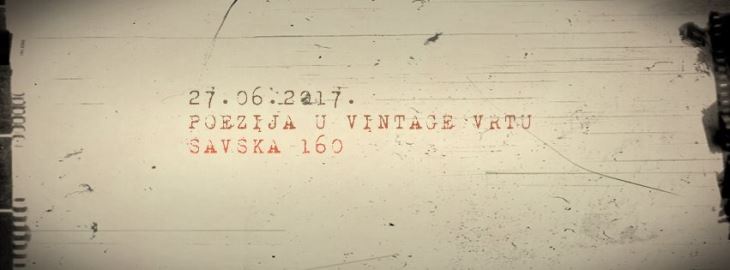 27.06.2017.
POEZIJA U VINTAGE VRTU
SAVSKA 160